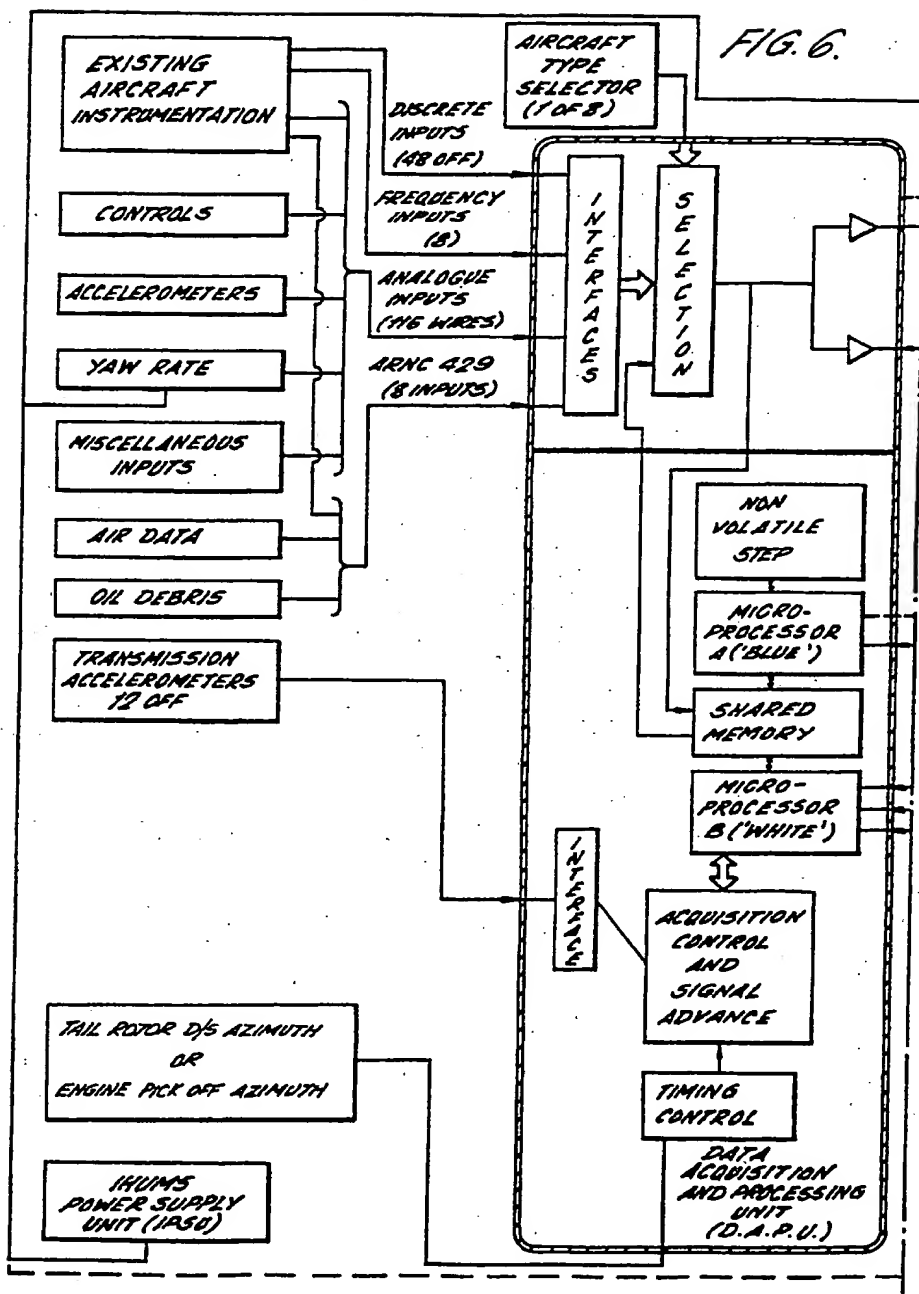 FIG. 6.
EXISTING
AIRCRAFT
INSTROMENTATION
CONTROLS
ACCELEROMETERS
YAW RATE
MISCELLANEOUS
INPUTS
AIR DATA
OIL DEBRIS
TRANSMISSION
ACCELEROMETERS
12 OFF
TAIL ROTOR D/S AZIMUTH
OR
ENGINE PICK OFF AZIMUTH
IHUMS
POWER SUPPLY
UNIT (IPSU)
DISCRETE
INPUTS
(48 OFF)
FREQUENCY
INPUTS
(8)
ANALOGUE
INPUTS
(116 WIRES)
ARNC 429
(8 INPUTS)
AIRCRAFT
TYPE
SELECTOR
(1 OF 8)
INTERFACES
SELECTION
NON
VOLATILE
STEP
MICRO-
PROCESSOR
A ('BLUE')
SHARED
MEMORY
MICRO-
PROCESSOR
B ('WHITE')
INTERFACE
ACQUISITION
CONTROL
AND
SIGNAL
ADVANCE
TIMING
CONTROL
DATA
ACQUISITION
AND PROCESSING
UNIT
(D.A.P.U.)